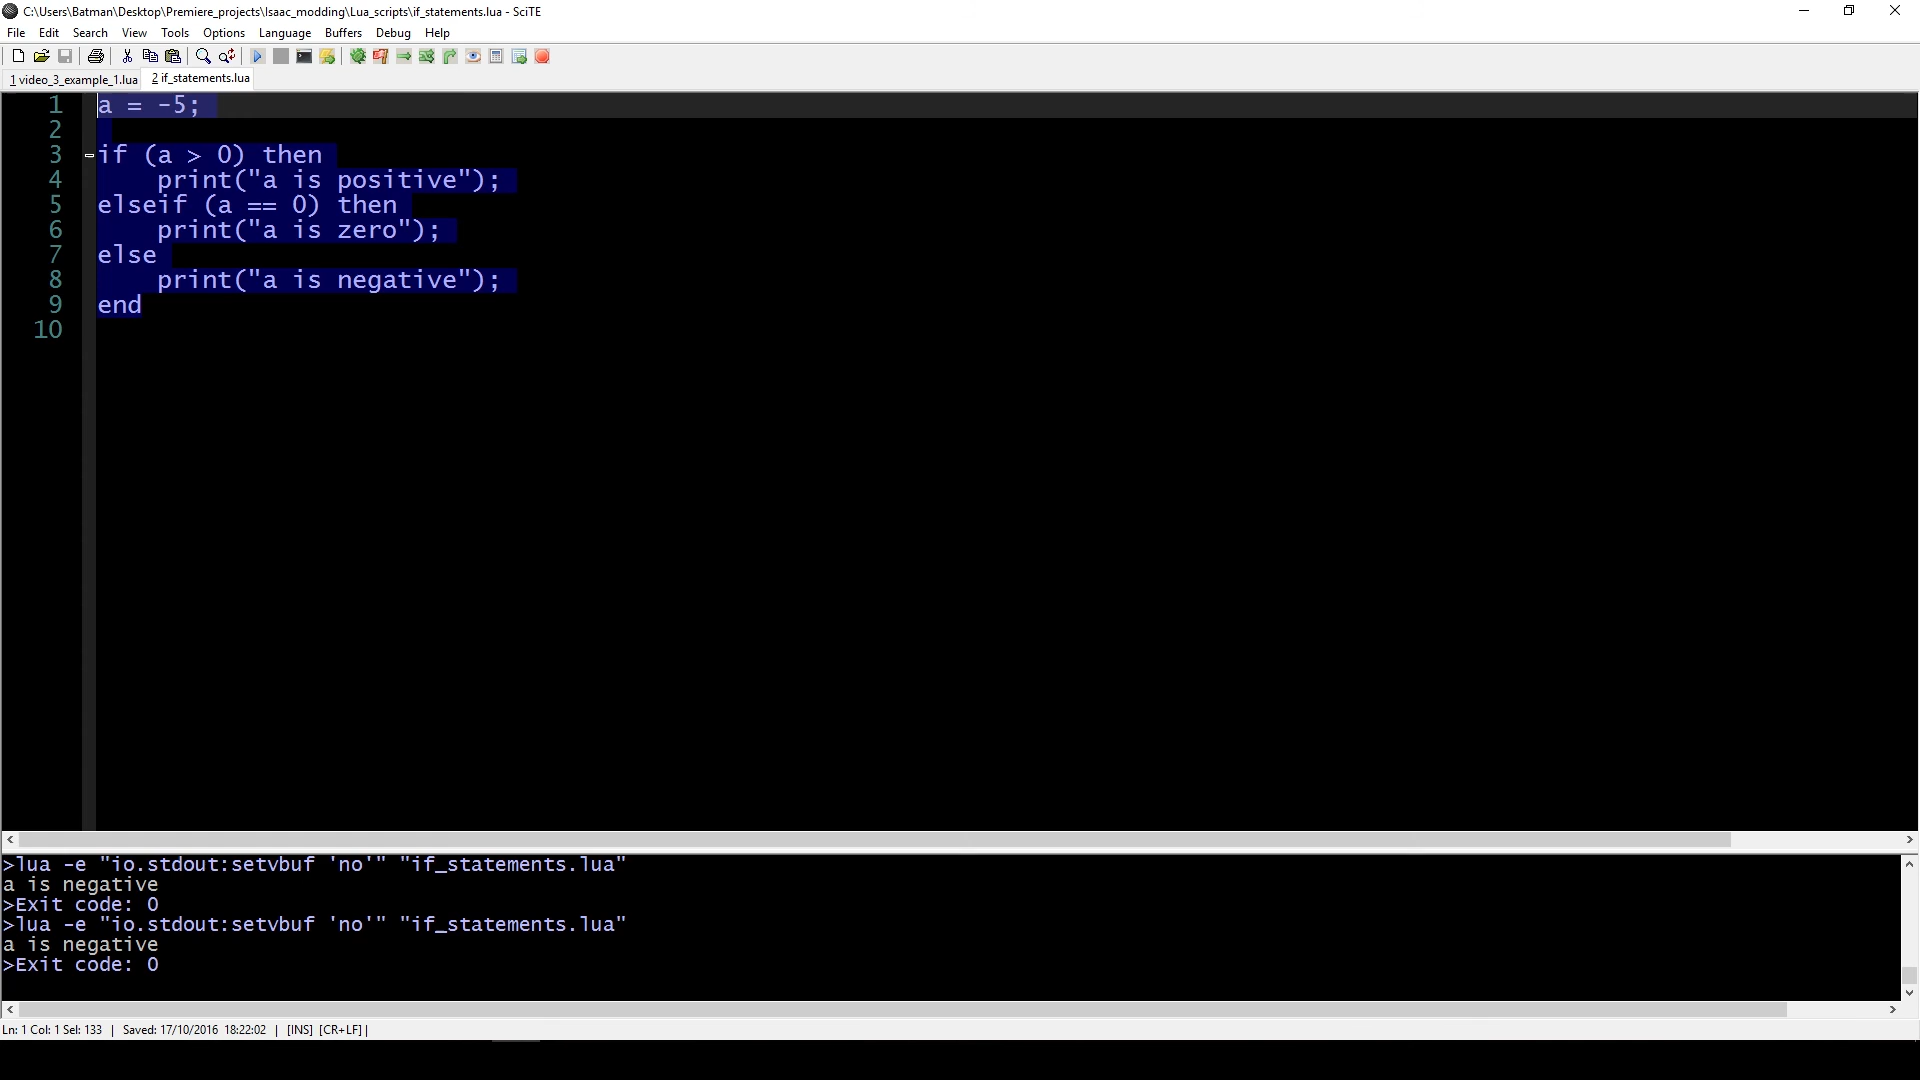 C:\Users\Batman\Desktop\Premiere_projects\Isaac_modding\Lua_scripts\if_statements.lua - SciTE
File Edit Search View Tools Options Language Buffers Debug Help
1 video_3_example_1.lua 2 if_statements.lua
1 a = -5;
2
3 if (a > 0) then
4     print("a is positive");
5 elseif (a == 0) then
6     print("a is zero");
7 else
8     print("a is negative");
9 end
10
>lua -e "io.stdout:setvbuf 'no'" "if_statements.lua"
a is negative
>Exit code: 0
>lua -e "io.stdout:setvbuf 'no'" "if_statements.lua"
a is negative
>Exit code: 0
Ln: 1 Col: 1 Sel: 133 | Saved: 17/10/2016 18:22:02 | [INS] [CR+LF] |